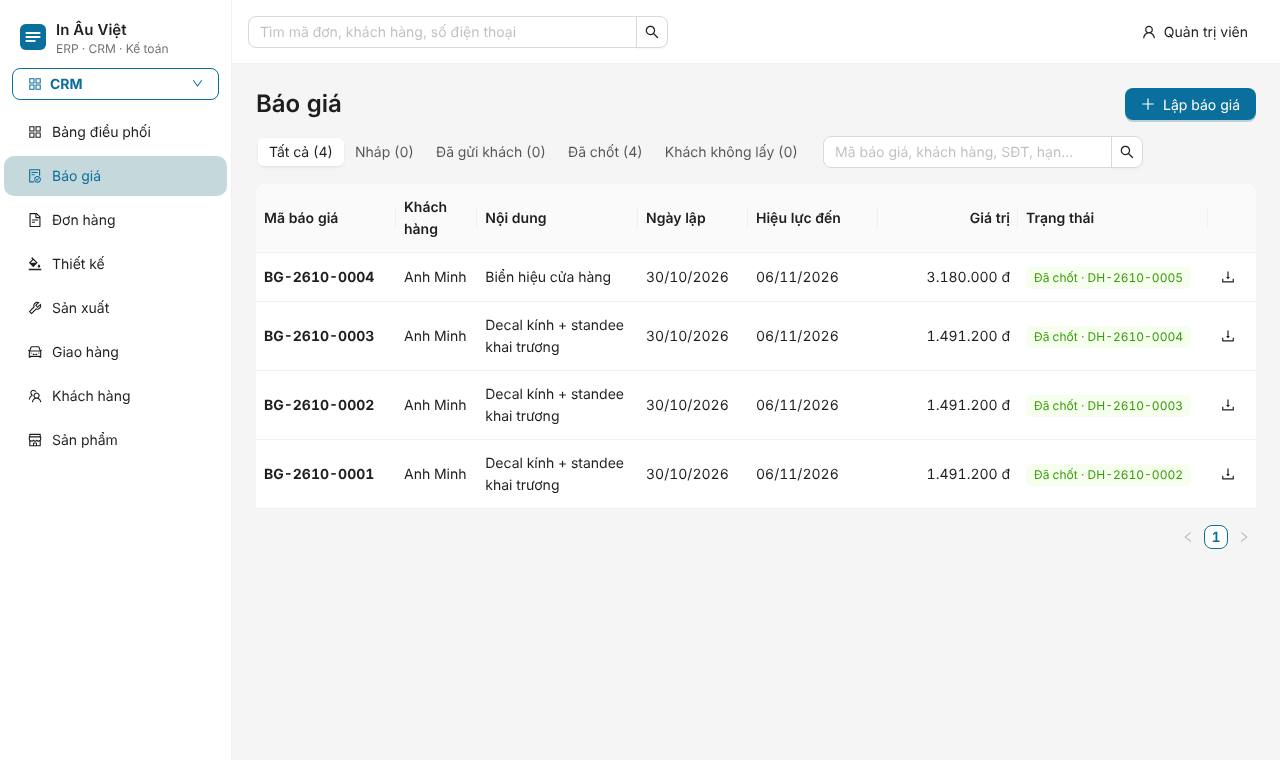 In Âu Việt
ERP · CRM · Kế toán
CRM
Bảng điều phối
Báo giá
Đơn hàng
Thiết kế
Sản xuất
Giao hàng
Khách hàng
Sản phẩm
Tìm mã đơn, khách hàng, số điện thoại
Quản trị viên
Báo giá
Lập báo giá
Tất cả (4) Nháp (0) Đã gửi khách (0) Đã chốt (4) Khách không lấy (0)
Mã báo giá, khách hàng, SĐT, hạn...
Mã báo giá Khách hàng Nội dung Ngày lập Hiệu lực đến Giá trị Trạng thái
BG-2610-0004 Anh Minh Biển hiệu cửa hàng 30/10/2026 06/11/2026 3.180.000 đ Đã chốt · DH-2610-0005
BG-2610-0003 Anh Minh Decal kính + standee khai trương 30/10/2026 06/11/2026 1.491.200 đ Đã chốt · DH-2610-0004
BG-2610-0002 Anh Minh Decal kính + standee khai trương 30/10/2026 06/11/2026 1.491.200 đ Đã chốt · DH-2610-0003
BG-2610-0001 Anh Minh Decal kính + standee khai trương 30/10/2026 06/11/2026 1.491.200 đ Đã chốt · DH-2610-0002
1